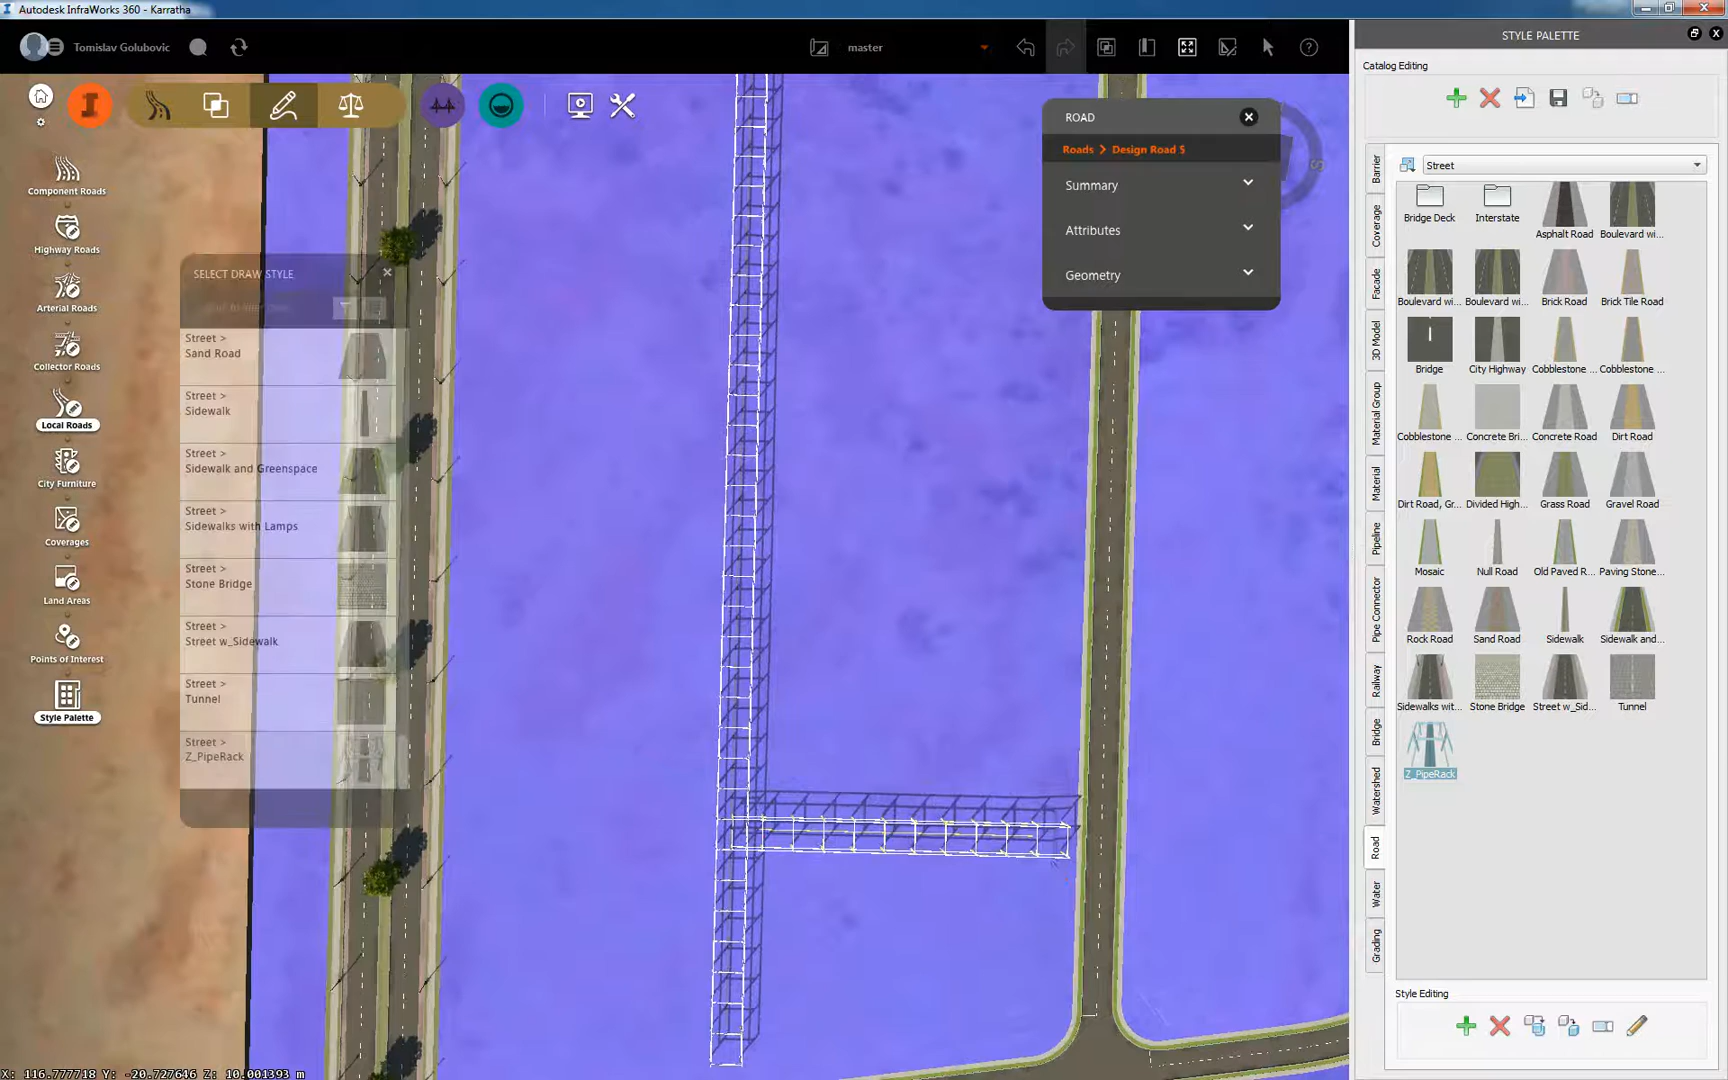 Autodesk InfraWorks 360 - Karratha
Tomislav Golubovic
master
Component Roads
Highway Roads
Arterial Roads
Collector Roads
Local Roads
City Furniture
Coverages
Land Areas
Points of Interest
Style Palette
SELECT DRAW STYLE
Street >
Sand Road
Street >
Sidewalk
Street >
Sidewalk and Greenspace
Street >
Sidewalks with Lamps
Street >
Stone Bridge
Street >
Street w_Sidewalk
Street >
Tunnel
Street >
Z_PipeRack
ROAD
Roads > Design Road 5
Summary
Attributes
Geometry
X: 116.777718 Y: -20.727646 Z: 10.001393 m
STYLE PALETTE
Catalog Editing
Barrier
Coverage
Facade
3D Model
Material Group
Material
Pipeline
Pipe Connector
Railway
Bridge
Watershed
Road
Water
Grading
Street
Bridge Deck Interstate Asphalt Road Boulevard wi...
Boulevard wi... Boulevard wi... Brick Road Brick Tile Road
Bridge City Highway Cobblestone ... Cobblestone ...
Cobblestone ... Concrete Bri... Concrete Road Dirt Road
Dirt Road, Gr... Divided High... Grass Road Gravel Road
Mosaic Null Road Old Paved R... Paving Stone...
Rock Road Sand Road Sidewalk Sidewalk and...
Sidewalks wit... Stone Bridge Street w_Sid... Tunnel
Z_PipeRack
Style Editing